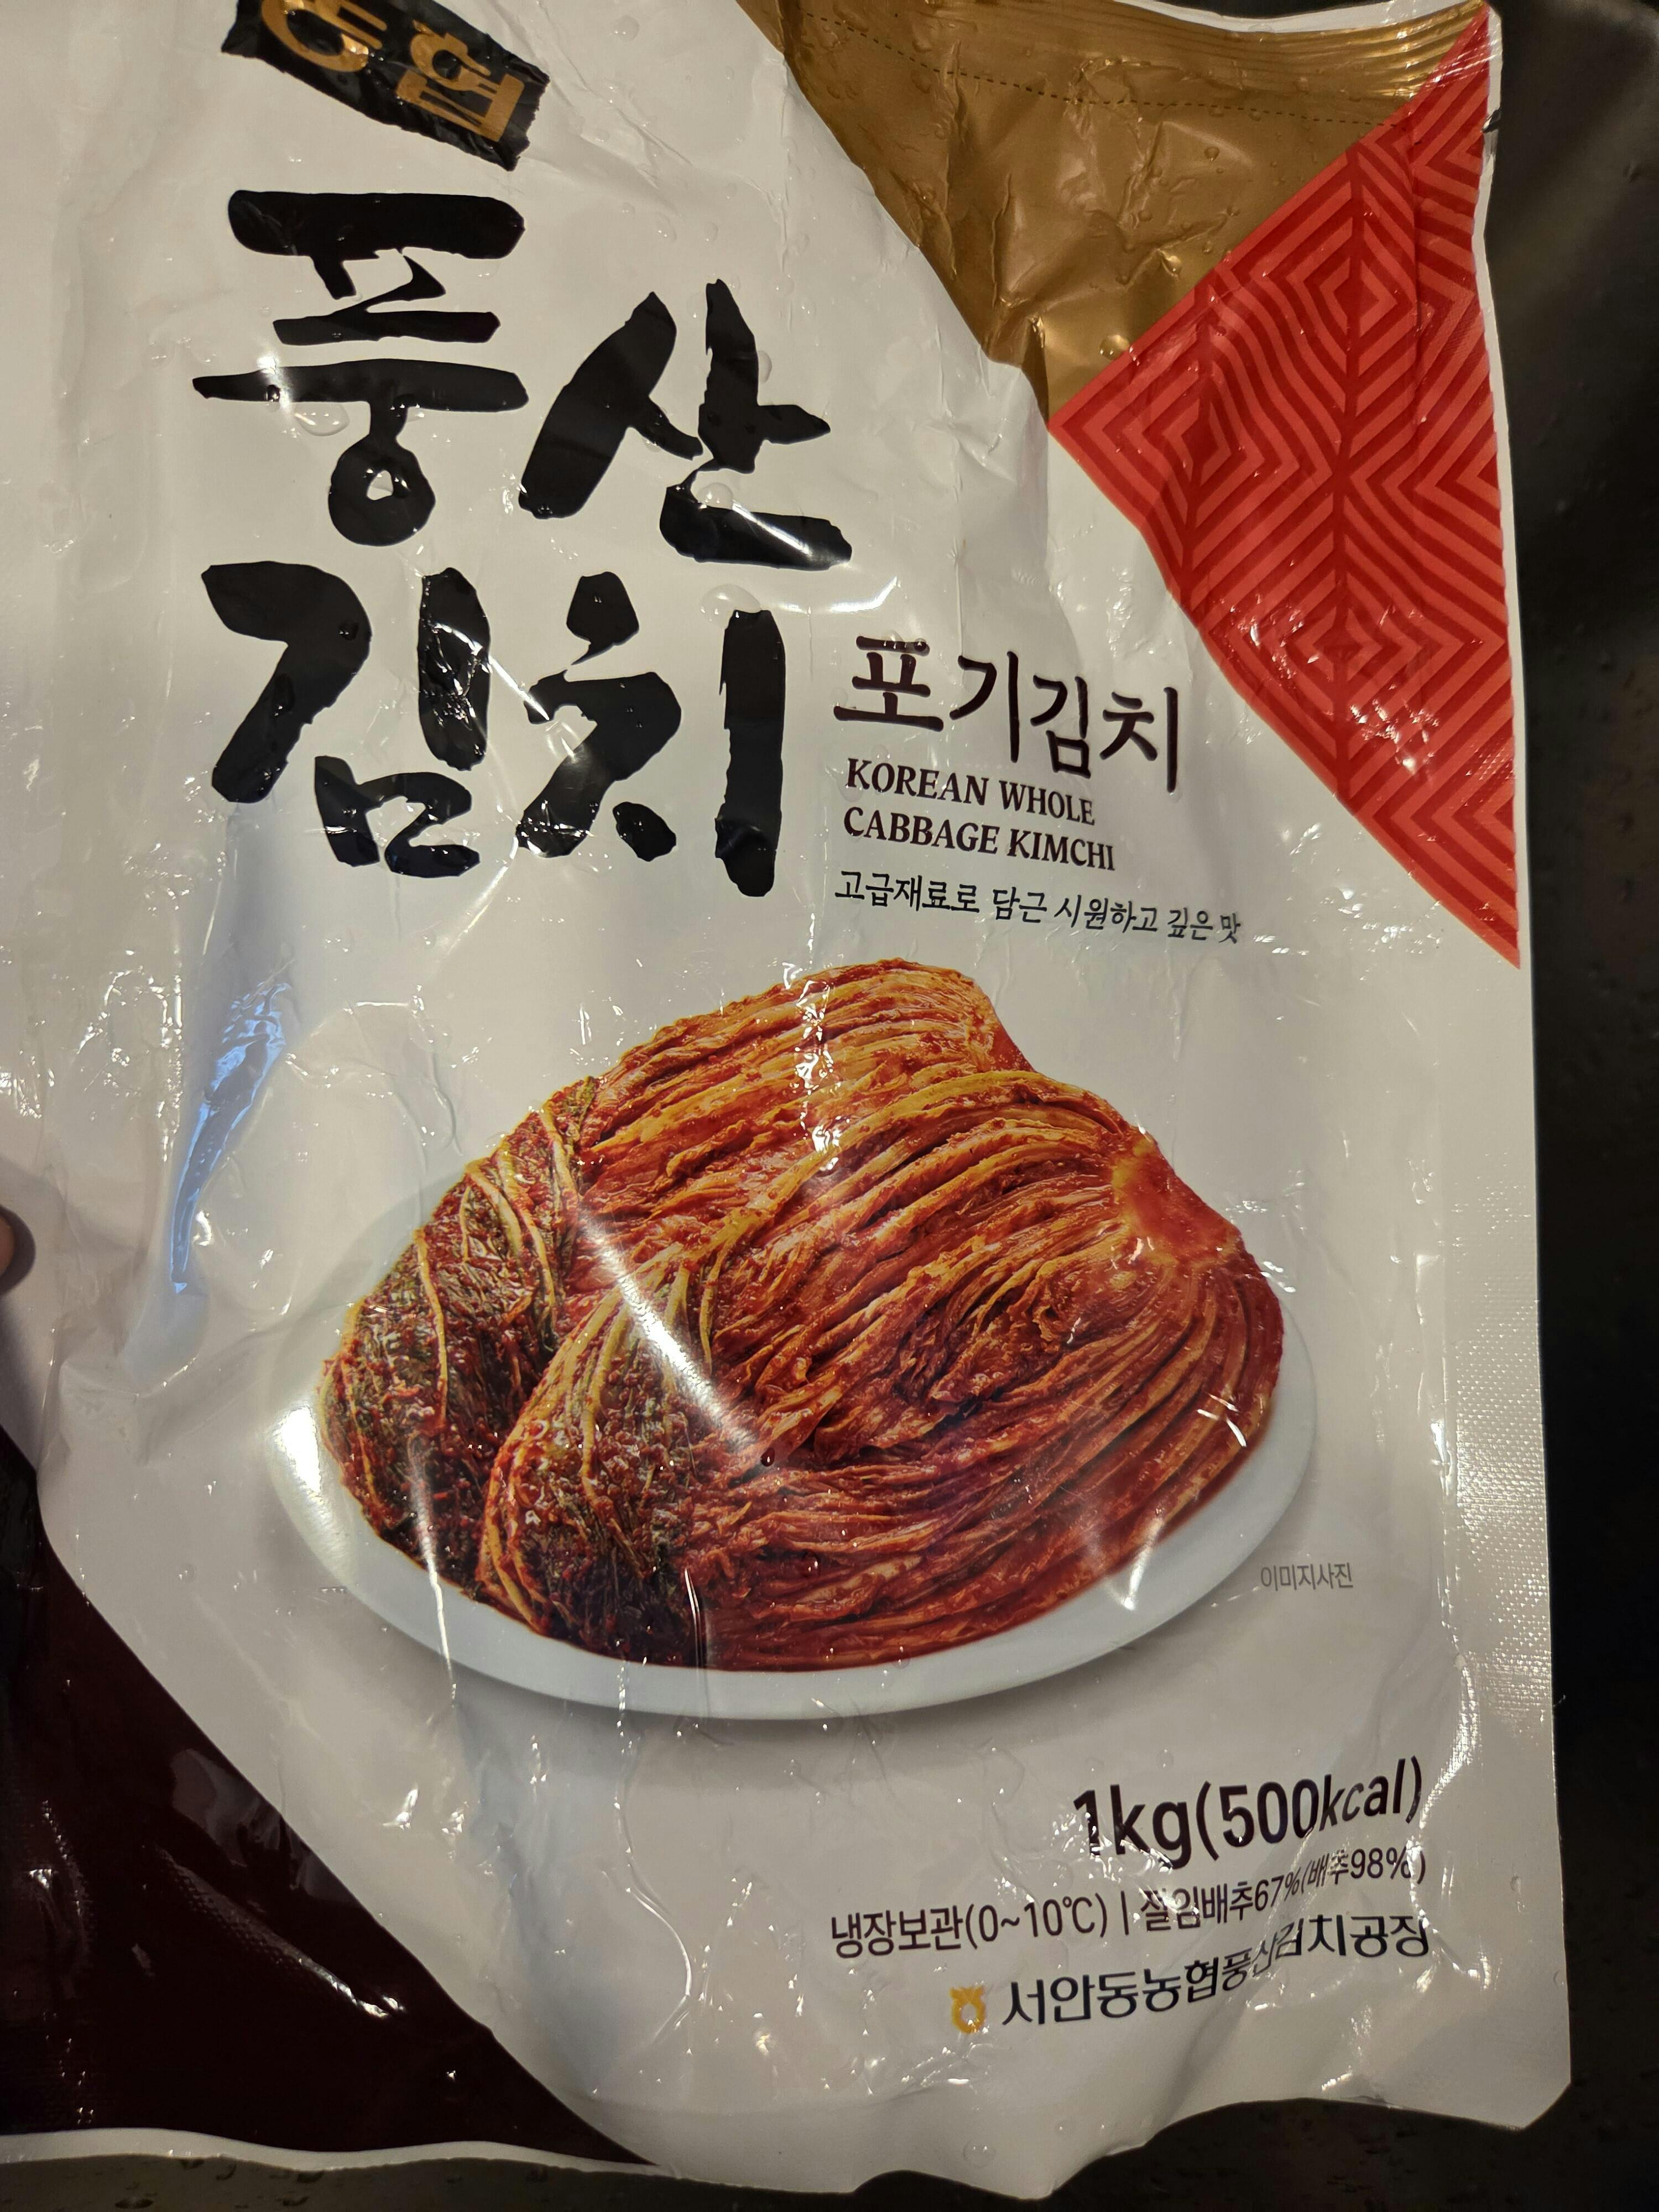 농협
풍산
김치
포기김치
KOREAN WHOLE
CABBAGE KIMCHI
고급재료로 담근 시원하고 깊은 맛
이미지사진
1kg(500kcal)
냉장보관(0~10℃) | 절임배추67%(배추98%)
서안동농협풍산김치공장